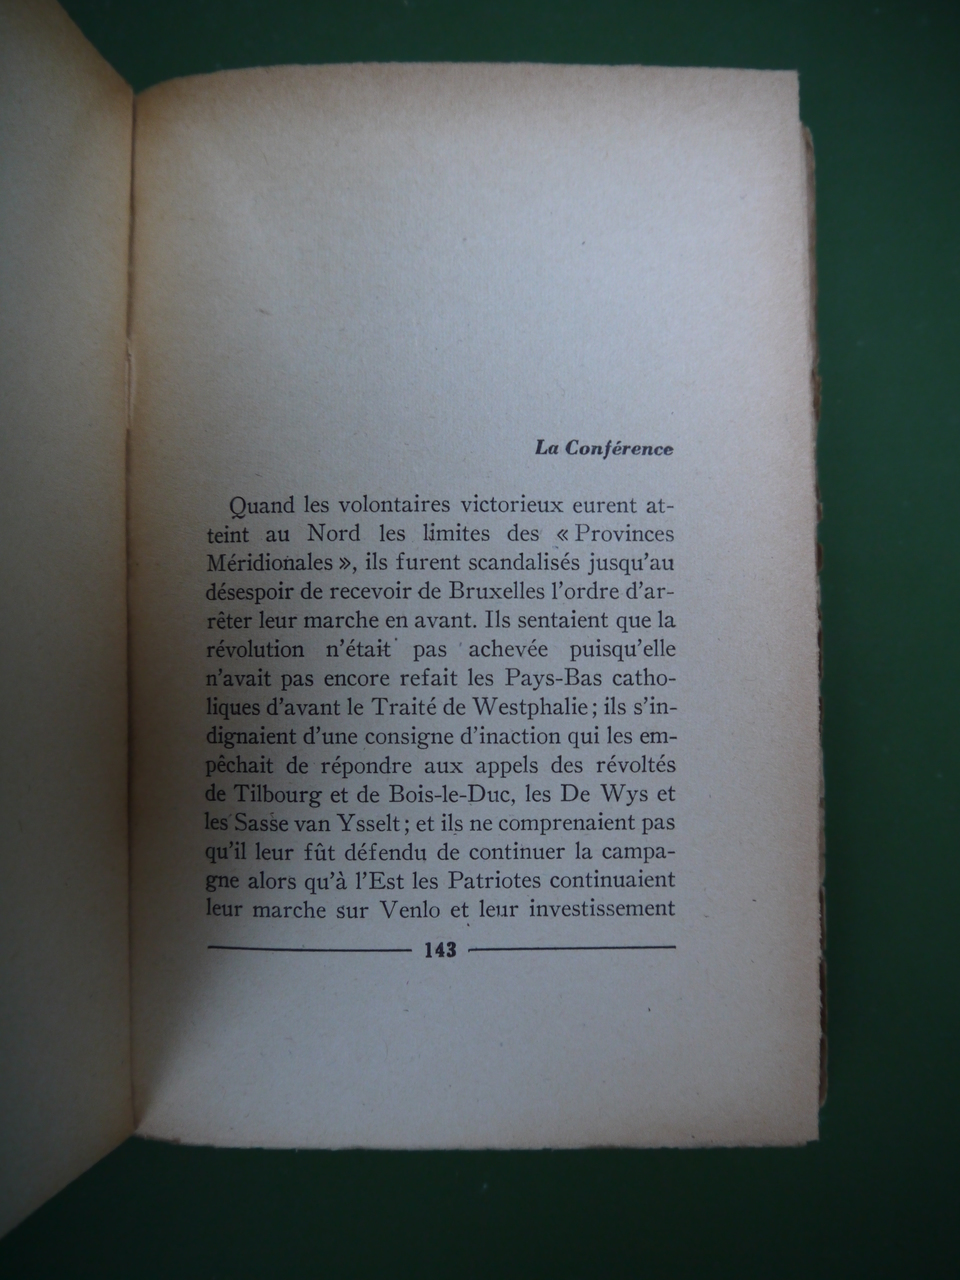 La Conférence
Quand les volontaires victorieux eurent at-
teint au Nord les limites des « Provinces
Méridionales », ils furent scandalisés jusqu'au
désespoir de recevoir de Bruxelles l'ordre d'ar-
rêter leur marche en avant. Ils sentaient que la
révolution n'était pas achevée puisqu'elle
n'avait pas encore refait les Pays-Bas catho-
liques d'avant le Traité de Westphalie ; ils s'in-
dignaient d'une consigne d'inaction qui les em-
pêchait de répondre aux appels des révoltés
de Tilbourg et de Bois-le-Duc, les De Wys et
les Sasse van Ysselt ; et ils ne comprenaient pas
qu'il leur fût défendu de continuer la campa-
gne alors qu'à l'Est les Patriotes continuaient
leur marche sur Venlo et leur investissement
143